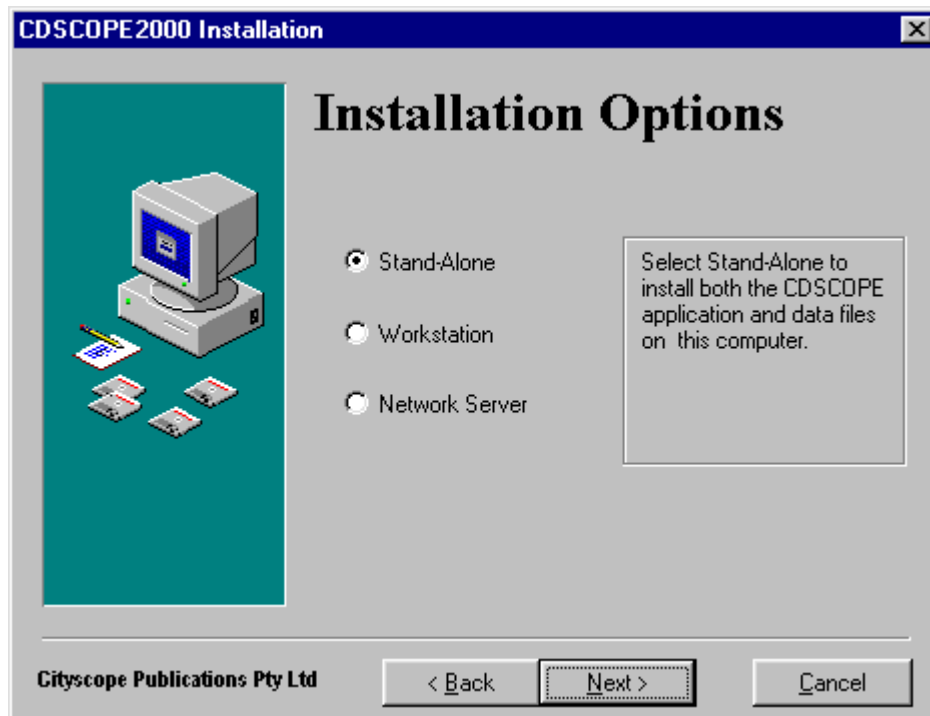 CDSCOPE2000 Installation
Installation Options
Stand-Alone
Workstation
Network Server
Select Stand-Alone to
install both the CDSCOPE
application and data files
on this computer.
Cityscope Publications Pty Ltd
< Back
Next >
Cancel